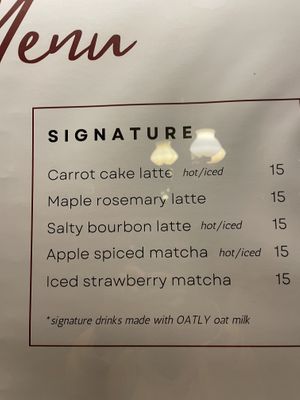 Menu
SIGNATURE
Carrot cake latte hot/iced 15
Maple rosemary latte 15
Salty bourbon latte hot/iced 15
Apple spiced matcha hot/iced 15
Iced strawberry matcha 15
*signature drinks made with OATLY oat milk